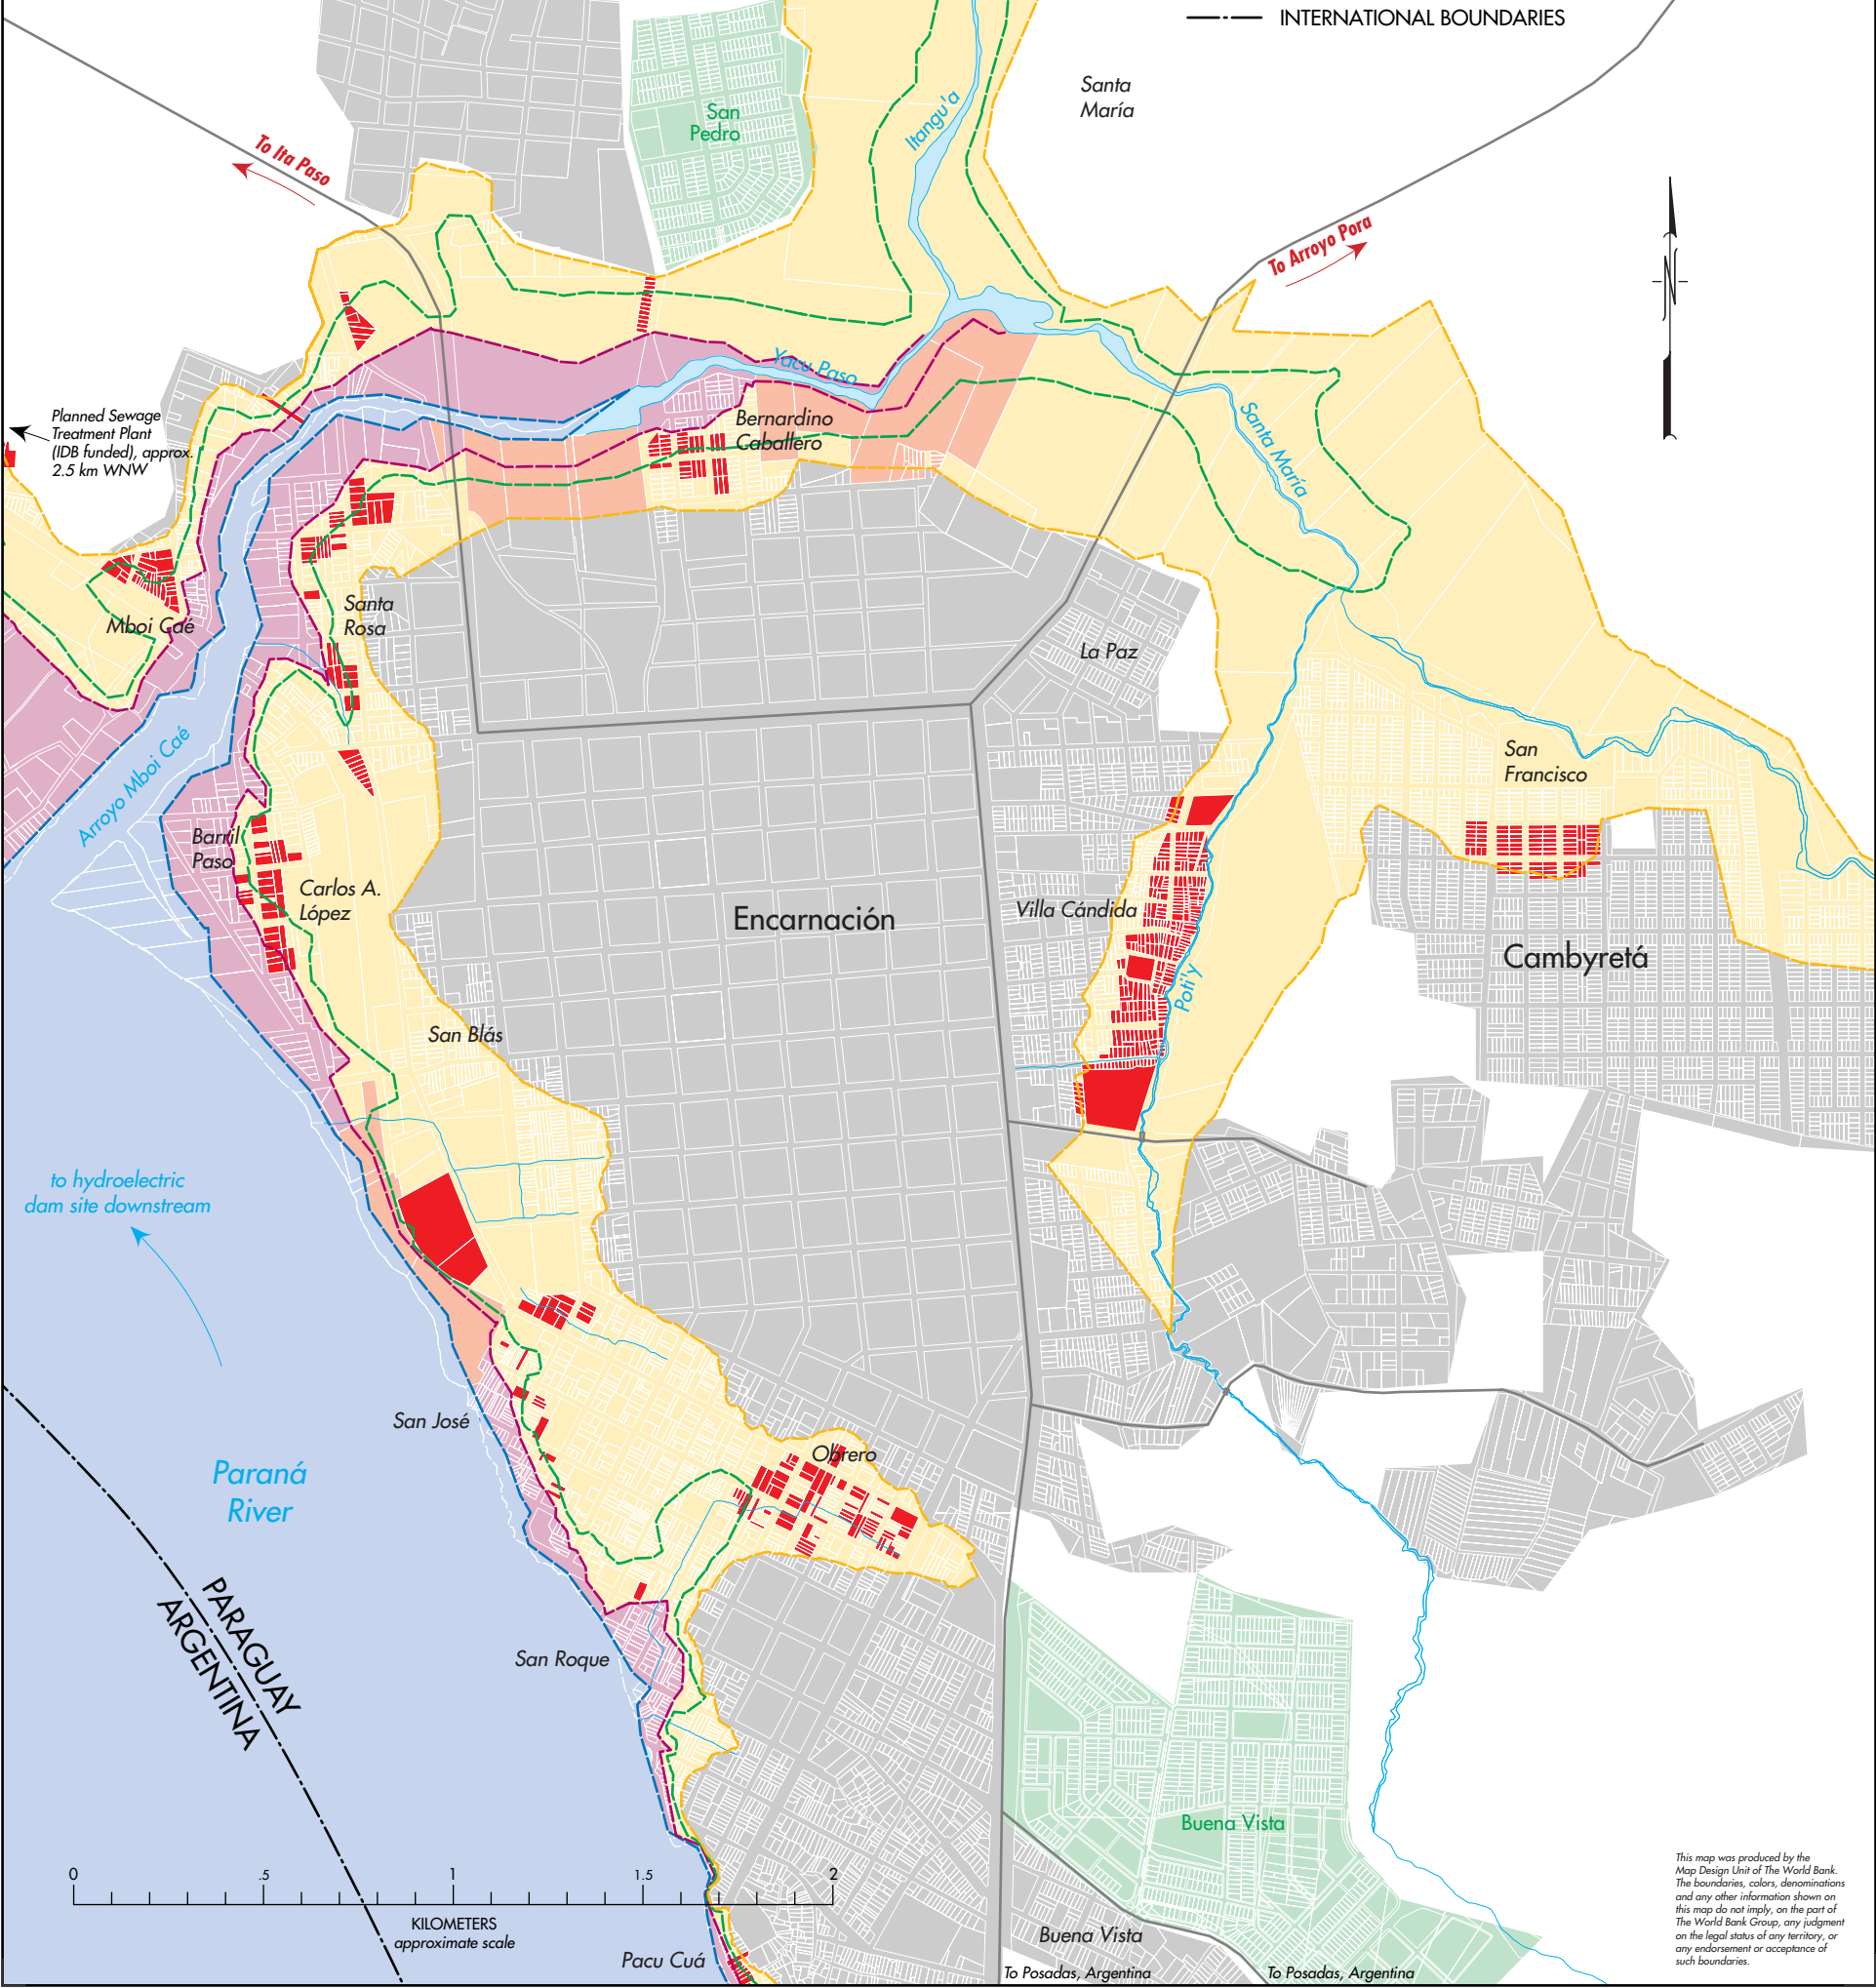 INTERNATIONAL BOUNDARIES
Santa
María
San
Pedro
Itangu'a
To Ita Paso
To Arroyo Pora
N
Yacu Paso
Planned Sewage
Treatment Plant
(IDB funded), approx.
2.5 km WNW
Bernardino
Caballero
Santa María
Mboi Caé
Santa
Rosa
La Paz
Arroyo Mboi Caé
San
Francisco
Barril
Paso
Carlos A.
López
Encarnación
Villa Cándida
Cambyretá
Poti'y
San Blás
to hydroelectric
dam site downstream
San José
Obrero
Paraná
River
PARAGUAY
ARGENTINA
San Roque
Buena Vista
0 .5 1 1.5 2
KILOMETERS
approximate scale
Pacu Cuá
Buena Vista
To Posadas, Argentina
To Posadas, Argentina
This map was produced by the
Map Design Unit of The World Bank.
The boundaries, colors, denominations
and any other information shown on
this map do not imply, on the part of
The World Bank Group, any judgment
on the legal status of any territory, or
any endorsement or acceptance of
such boundaries.